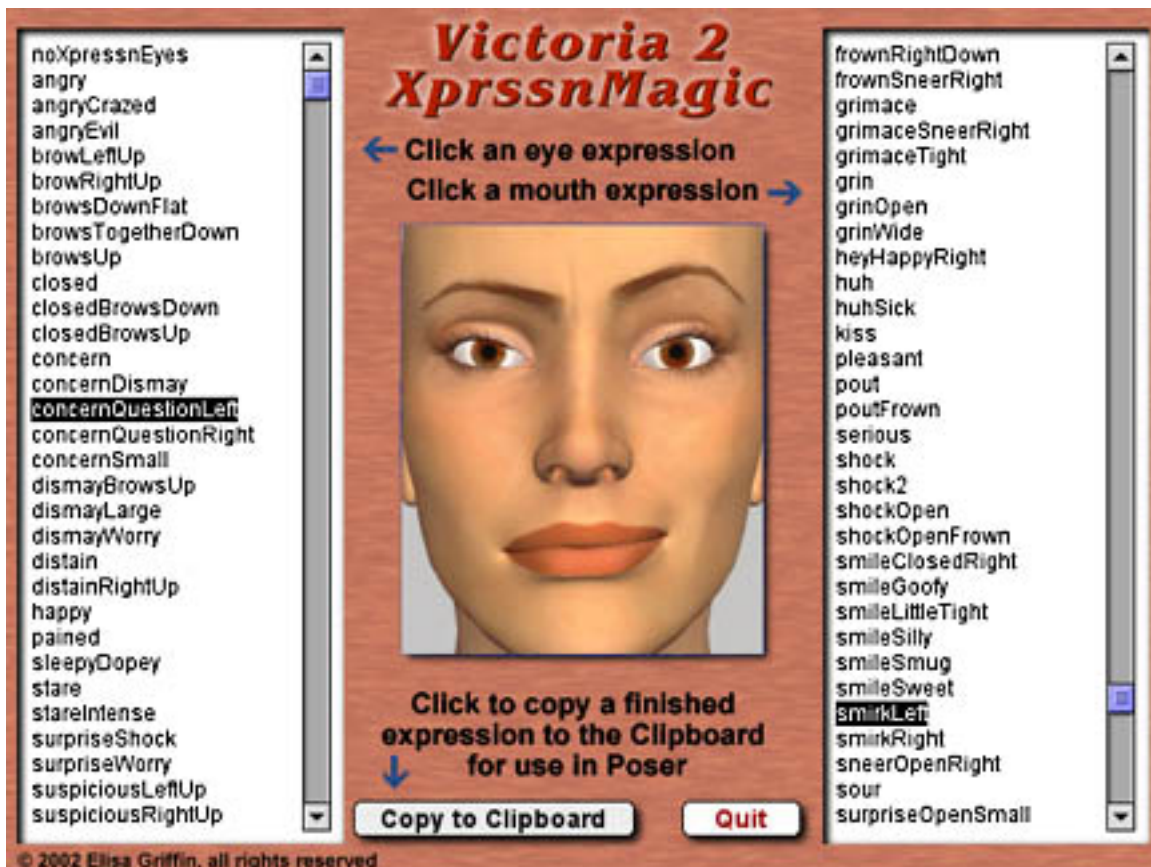 noXpressnEyes
angry
angryCrazed
angryEvil
browLeftUp
browRightUp
browsDownFlat
browsTogetherDown
browsUp
closed
closedBrowsDown
closedBrowsUp
concern
concernDismay
concernQuestionLeft
concernQuestionRight
concernSmall
dismayBrowsUp
dismayLarge
dismayWorry
distain
distainRightUp
happy
pained
sleepyDopey
stare
stareIntense
surpriseShock
surpriseWorry
suspiciousLeftUp
suspiciousRightUp
Victoria 2
XprssnMagic
Click an eye expression
Click a mouth expression
Click to copy a finished
expression to the Clipboard
for use in Poser
Copy to Clipboard
Quit
frownRightDown
frownSneerRight
grimace
grimaceSneerRight
grimaceTight
grin
grinOpen
grinWide
heyHappyRight
huh
huhSick
kiss
pleasant
pout
poutFrown
serious
shock
shock2
shockOpen
shockOpenFrown
smileClosedRight
smileGoofy
smileLittleTight
smileSilly
smileSmug
smileSweet
smirkLeft
smirkRight
sneerOpenRight
sour
surpriseOpenSmall
© 2002 Elisa Griffin, all rights reserved